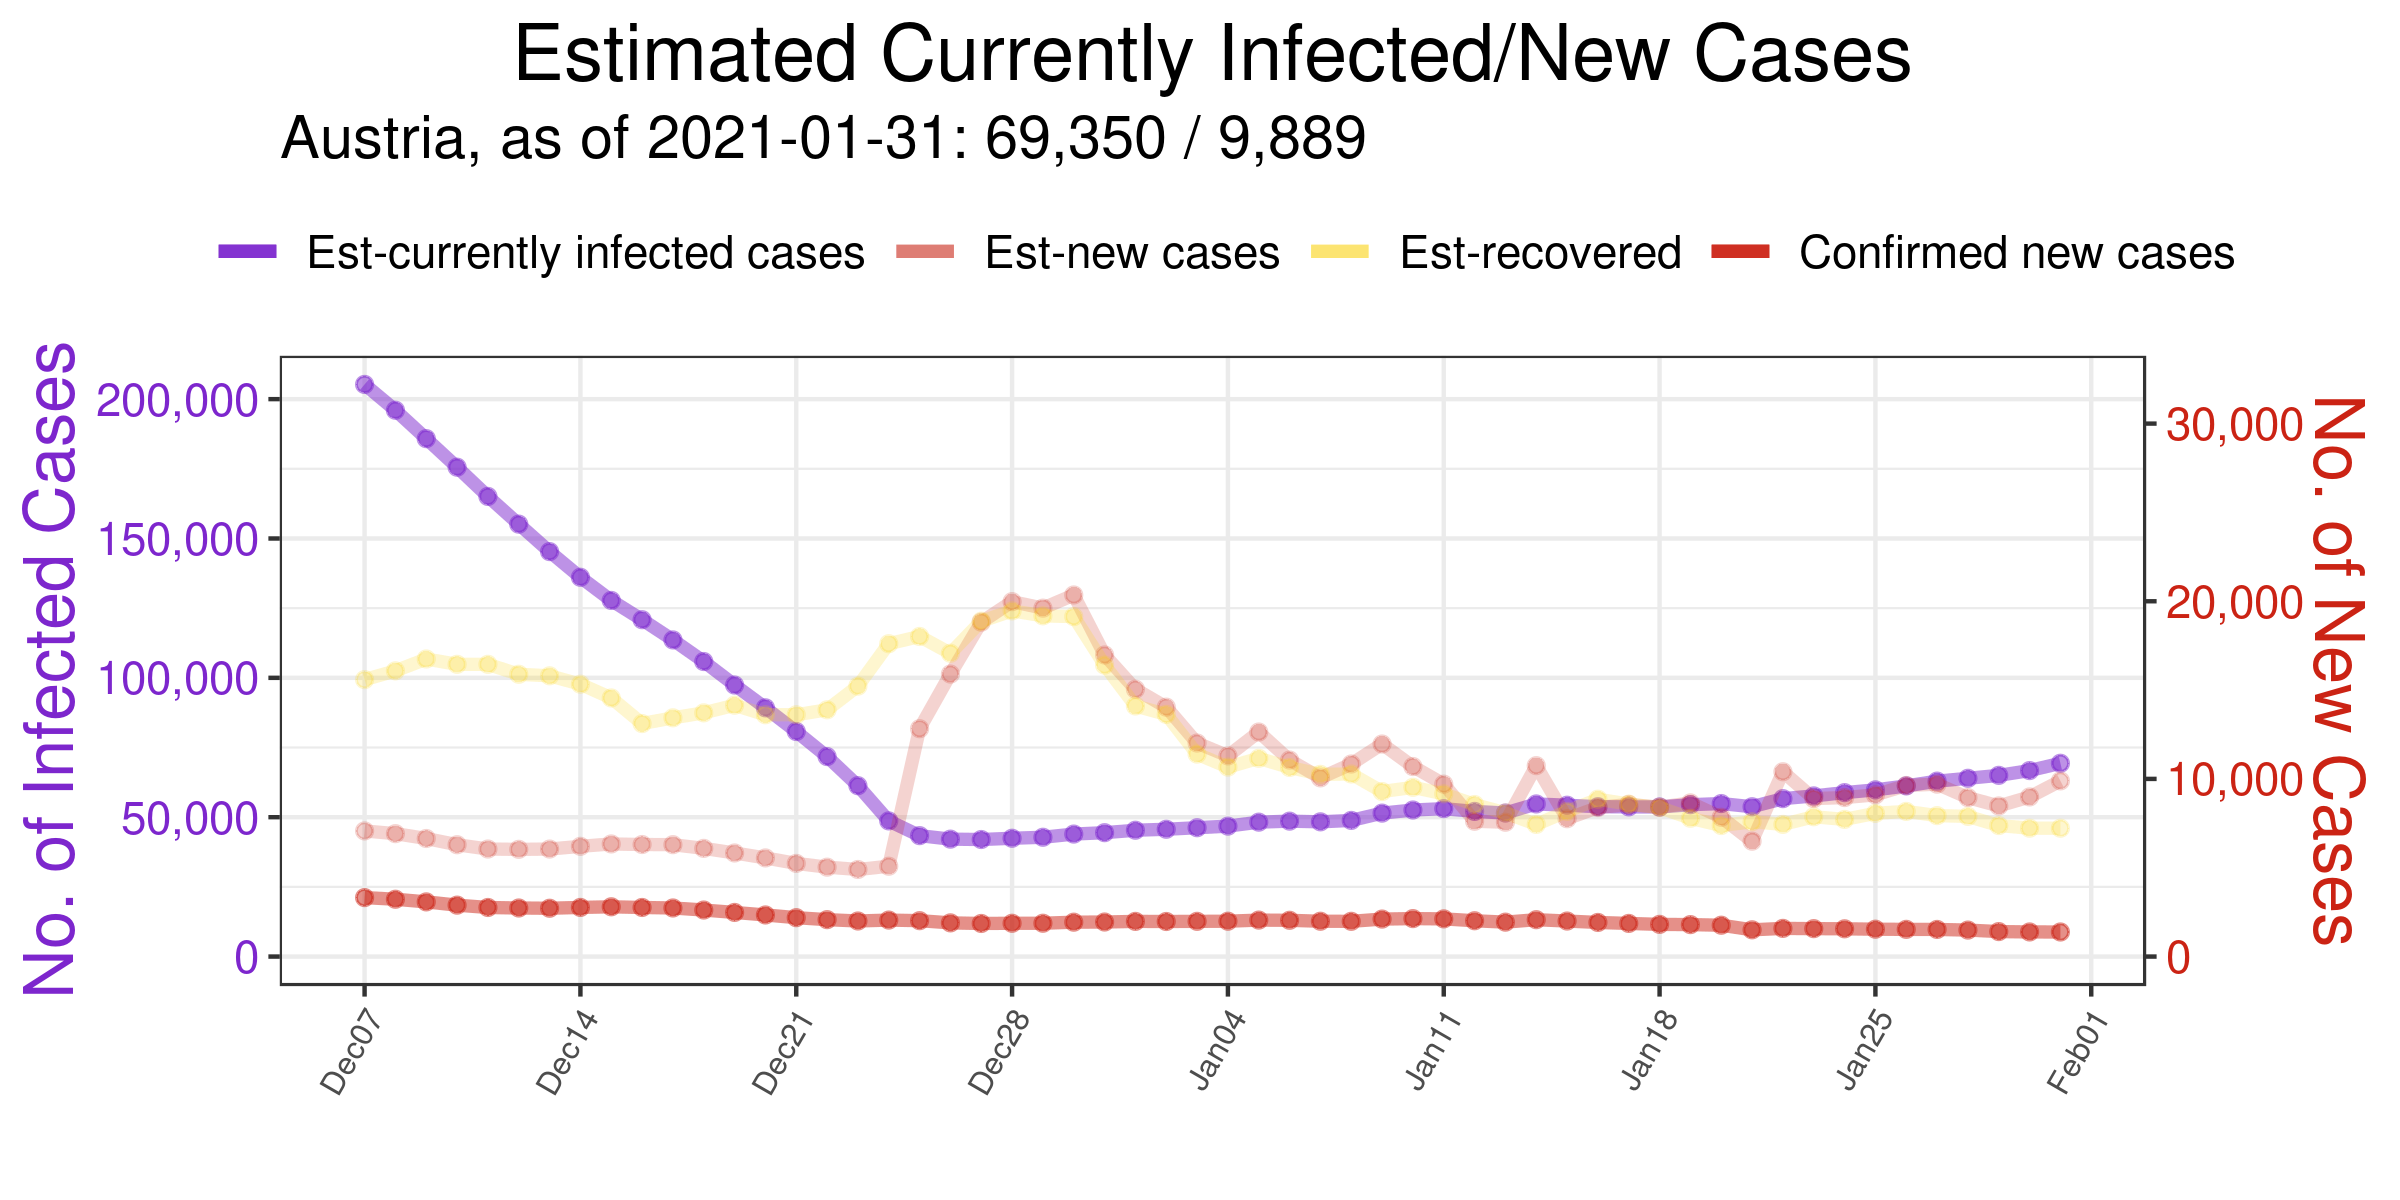 Estimated Currently Infected/New Cases
Austria, as of 2021-01-31: 69,350 / 9,889
Est-currently infected cases Est-new cases Est-recovered Confirmed new cases
No. of Infected Cases
200,000
150,000
100,000
50,000
0
30,000
20,000
10,000
0
No. of New Cases
Dec07 Dec14 Dec21 Dec28 Jan04 Jan11 Jan18 Jan25 Feb01